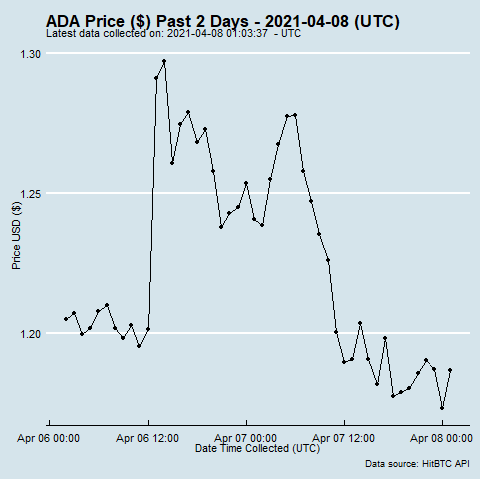 ADA Price ($) Past 2 Days - 2021-04-08 (UTC)
Latest data collected on: 2021-04-08 01:03:37 - UTC
1.30
1.25
1.20
Price USD ($)
Apr 06 00:00
Apr 06 12:00
Apr 07 00:00
Apr 07 12:00
Apr 08 00:00
Date Time Collected (UTC)
Data source: HitBTC API